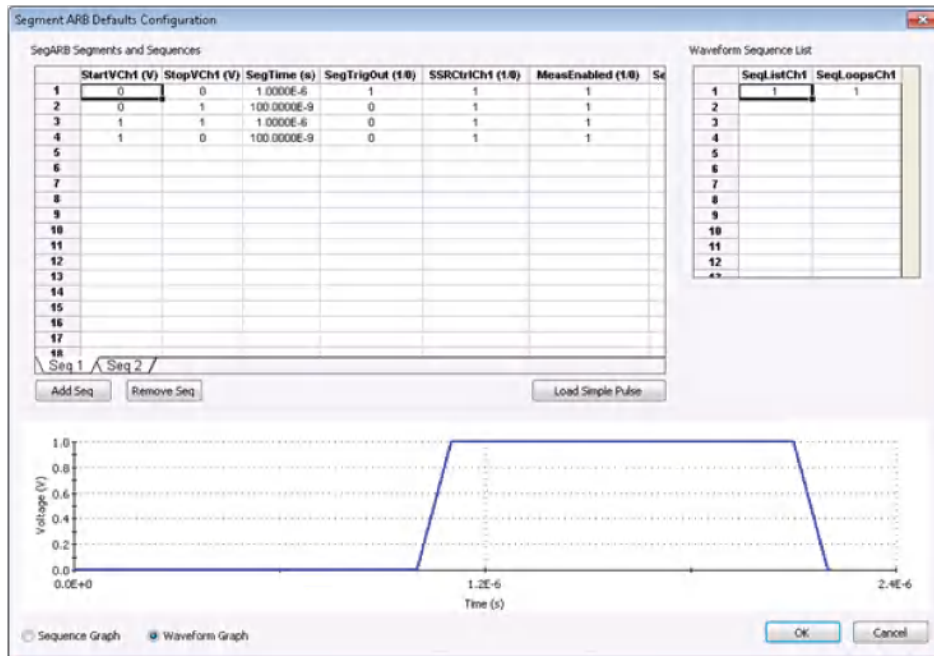 Segment ARB Defaults Configuration
SegARB Segments and Sequences
StartVCh1 (V) StopVCh1 (V) SegTime (s) SegTrigOut (1/0) SSRCtrlCh1 (1/0) MeasEnabled (1/0) Se
1 0 0 1.0000E-6 1 1 1
2 0 1 100.0000E-9 0 1 1
3 1 1 1.0000E-6 0 1 1
4 1 0 100.0000E-9 0 1 1
5
6
7
8
9
10
11
12
13
14
15
16
17
18
Seq 1 Seq 2
Add Seq Remove Seq Load Simple Pulse
Waveform Sequence List
SeqListCh1 SeqLoopsCh1
1 1 1
2
3
4
5
6
7
8
9
10
11
12
Voltage (V)
1.0
0.8
0.6
0.4
0.2
0.0
0.0E+0 1.2E-6 2.4E-6
Time (s)
Sequence Graph Waveform Graph OK Cancel